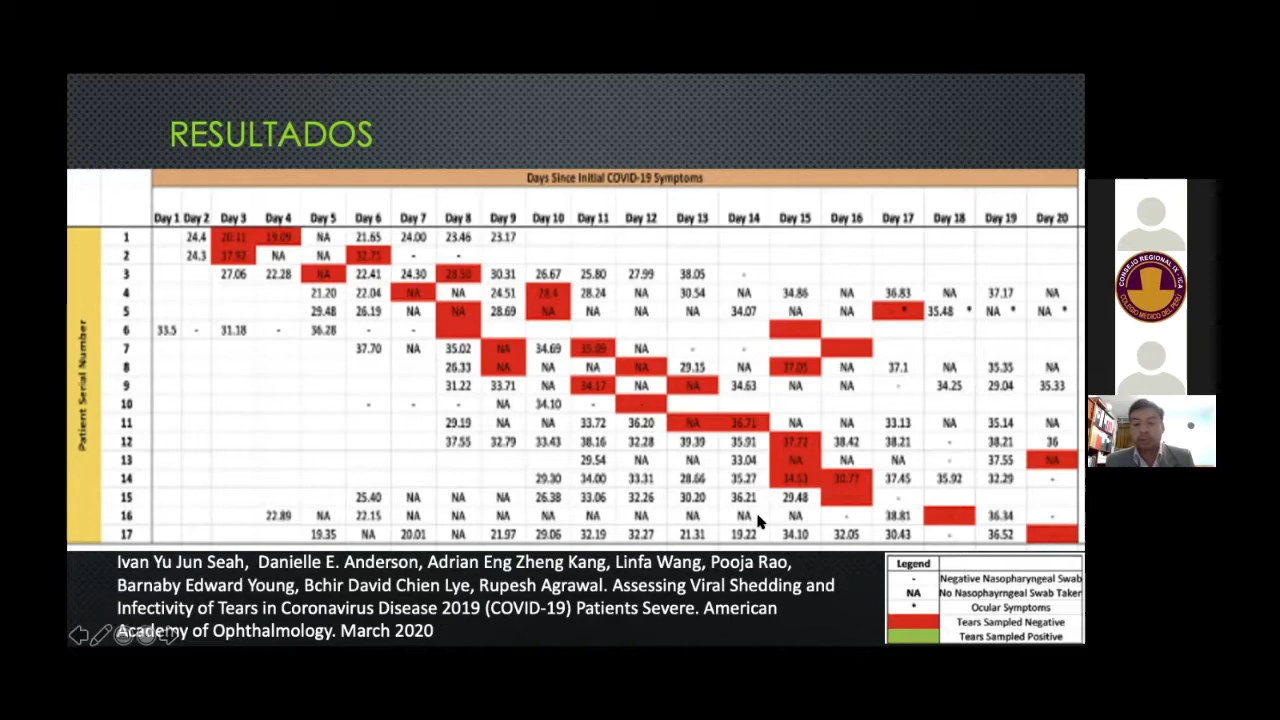 RESULTADOS
Days Since Initial COVID-19 Symptoms
Day 1 Day 2 Day 3 Day 4 Day 5 Day 6 Day 7 Day 8 Day 9 Day 10 Day 11 Day 12 Day 13 Day 14 Day 15 Day 16 Day 17 Day 18 Day 19 Day 20
Patient Serial Number
1 24.4 20.11 19.09 NA 21.65 24.00 23.46 23.17
2 24.3 37.92 NA NA 32.75 - -
3 27.06 22.28 NA 22.41 24.30 28.50 30.31 26.67 25.80 27.99 38.05 -
4 21.20 22.04 NA NA 24.51 28.4 28.24 NA 30.54 NA 34.86 NA 36.83 NA 37.17 NA
5 29.48 26.19 NA NA 28.69 NA NA NA NA 34.07 NA NA - * 35.48 * NA * NA *
6 33.5 - 31.18 - 36.28 - -
7 37.70 NA 35.02 NA 34.69 35.09 NA - -
8 26.33 NA NA NA NA 29.15 NA 37.05 NA 37.1 NA 35.35 NA
9 31.22 33.71 NA 34.17 NA NA 34.63 NA NA - 34.25 29.04 35.33
10 - - - NA 34.10 - -
11 29.19 NA NA 33.72 36.20 NA 36.71 NA NA 33.13 NA 35.14 NA
12 37.55 32.79 33.43 38.16 32.28 39.39 35.91 37.72 38.42 38.21 - 38.21 36
13 29.54 NA NA 33.04 NA NA NA - 37.55 NA
14 29.30 34.00 33.31 28.66 35.27 34.53 30.77 37.45 35.92 32.29 -
15 25.40 NA NA NA 26.38 33.06 32.26 30.20 36.21 29.48 -
16 22.89 NA 22.15 NA NA NA NA NA NA NA NA NA - 38.81 36.34 -
17 19.35 NA 20.01 NA 21.97 29.06 32.19 32.27 21.31 19.22 34.10 32.05 30.43 - 36.52
Ivan Yu Jun Seah, Danielle E. Anderson, Adrian Eng Zheng Kang, Linfa Wang, Pooja Rao,
Barnaby Edward Young, Bchir David Chien Lye, Rupesh Agrawal. Assessing Viral Shedding and
Infectivity of Tears in Coronavirus Disease 2019 (COVID-19) Patients Severe. American
Academy of Ophthalmology. March 2020
Legend
- Negative Nasopharyngeal Swab
NA No Nasophayngeal Swab Taken
* Ocular Symptoms
Tears Sampled Negative
Tears Sampled Positive
CONSEJO REGIONAL IX - ICA
COLEGIO MÉDICO DEL PERÚ